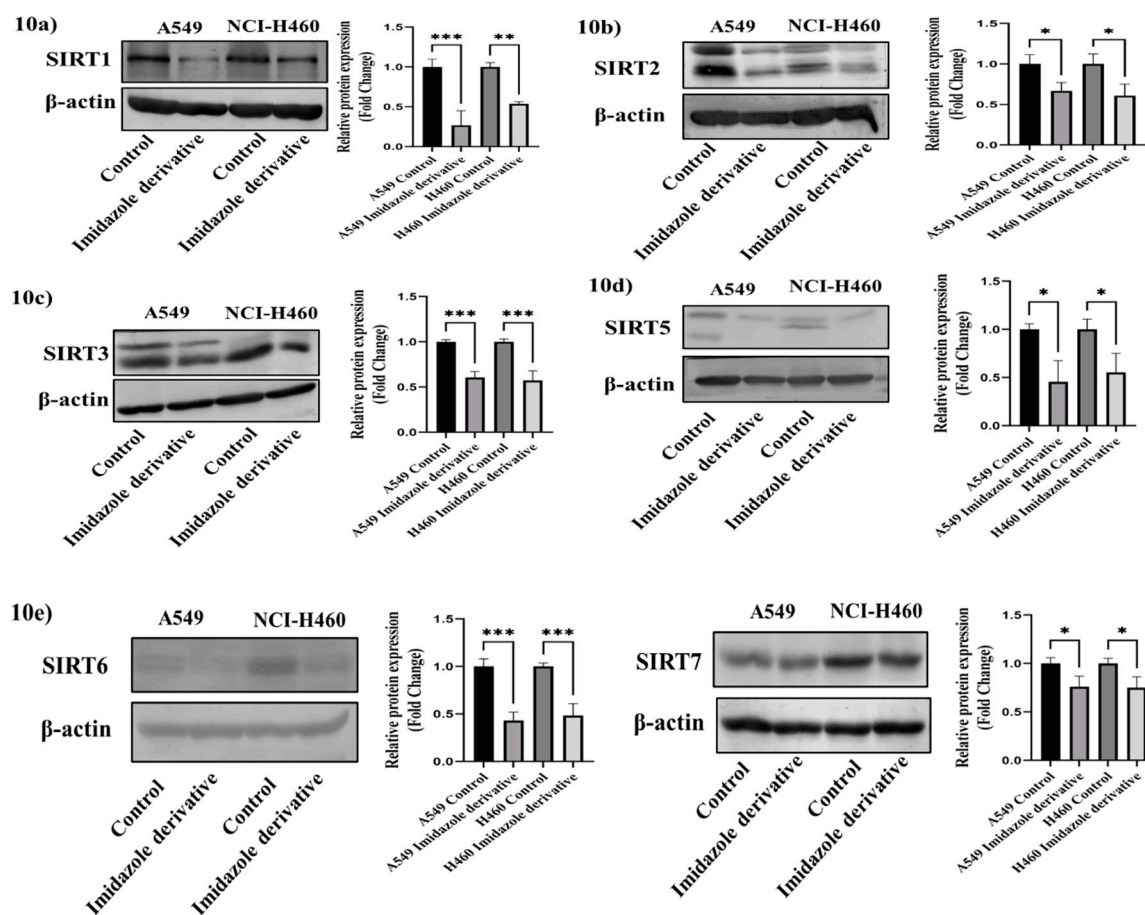 10a)
A549 NCI-H460
SIRT1
β-actin
Control
Imidazole derivative
Control
Imidazole derivative
Relative protein expression
(Fold Change)
1.5
1.0
0.5
0.0
***
**
A549 Control
A549 Imidazole derivative
H460 Control
H460 Imidazole derivative
10b)
A549 NCI-H460
SIRT2
β-actin
Control
Imidazole derivative
Control
Imidazole derivative
Relative protein expression
(Fold Change)
1.5
1.0
0.5
0.0
*
*
A549 Control
A549 Imidazole derivative
H460 Control
H460 Imidazole derivative
10c)
A549 NCI-H460
SIRT3
β-actin
Control
Imidazole derivative
Control
Imidazole derivative
Relative protein expression
(Fold Change)
1.5
1.0
0.5
0.0
***
***
A549 Control
A549 Imidazole derivative
H460 Control
H460 Imidazole derivative
10d)
A549 NCI-H460
SIRT5
β-actin
Control
Imidazole derivative
Control
Imidazole derivative
Relative protein expression
(Fold Change)
1.5
1.0
0.5
0.0
*
*
A549 Control
A549 Imidazole derivative
H460 Control
H460 Imidazole derivative
10e)
A549 NCI-H460
SIRT6
β-actin
Control
Imidazole derivative
Control
Imidazole derivative
Relative protein expression
(Fold Change)
1.5
1.0
0.5
0.0
***
***
A549 Control
A549 Imidazole derivative
H460 Control
H460 Imidazole derivative
A549 NCI-H460
SIRT7
β-actin
Control
Imidazole derivative
Control
Imidazole derivative
Relative protein expression
(Fold Change)
1.5
1.0
0.5
0.0
*
*
A549 Control
A549 Imidazole derivative
H460 Control
H460 Imidazole derivative